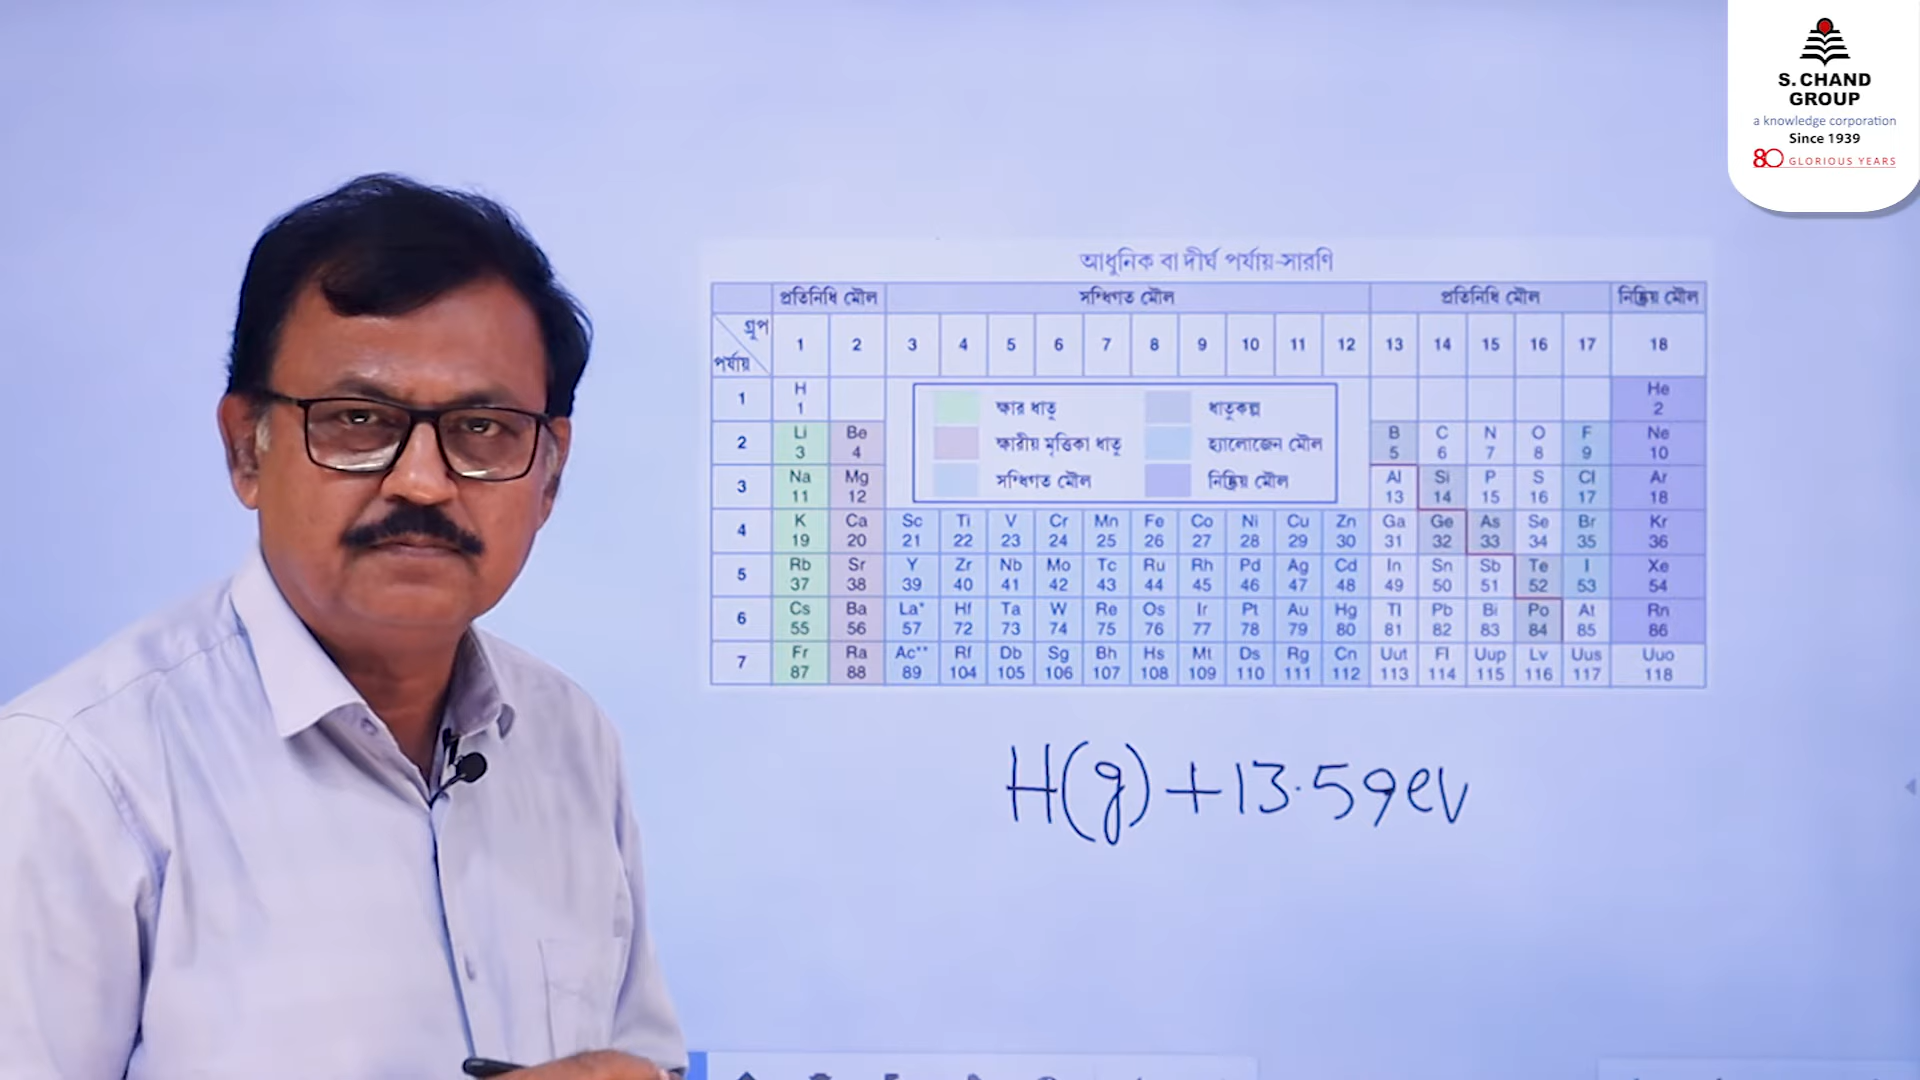 S. CHAND
GROUP
a knowledge corporation
Since 1939
80 GLORIOUS YEARS
আধুনিক বা দীর্ঘ পর্যায়-সারণি
প্রতিনিধি মৌল সন্ধিগত মৌল প্রতিনিধি মৌল নিষ্ক্রিয় মৌল
গ্রুপ
পর্যায়
1 2 3 4 5 6 7 8 9 10 11 12 13 14 15 16 17 18
1 H He
1 2
ক্ষার ধাতু ধাতুকল্প
ক্ষারীয় মৃত্তিকা ধাতু হ্যালোজেন মৌল
সন্ধিগত মৌল নিষ্ক্রিয় মৌল
2 Li Be B C N O F Ne
3 4 5 6 7 8 9 10
3 Na Mg Al Si P S Cl Ar
11 12 13 14 15 16 17 18
4 K Ca Sc Ti V Cr Mn Fe Co Ni Cu Zn Ga Ge As Se Br Kr
19 20 21 22 23 24 25 26 27 28 29 30 31 32 33 34 35 36
5 Rb Sr Y Zr Nb Mo Tc Ru Rh Pd Ag Cd In Sn Sb Te I Xe
37 38 39 40 41 42 43 44 45 46 47 48 49 50 51 52 53 54
6 Cs Ba La* Hf Ta W Re Os Ir Pt Au Hg Tl Pb Bi Po At Rn
55 56 57 72 73 74 75 76 77 78 79 80 81 82 83 84 85 86
7 Fr Ra Ac** Rf Db Sg Bh Hs Mt Ds Rg Cn Uut Fl Uup Lv Uus Uuo
87 88 89 104 105 106 107 108 109 110 111 112 113 114 115 116 117 118
H(g)+13.59eV